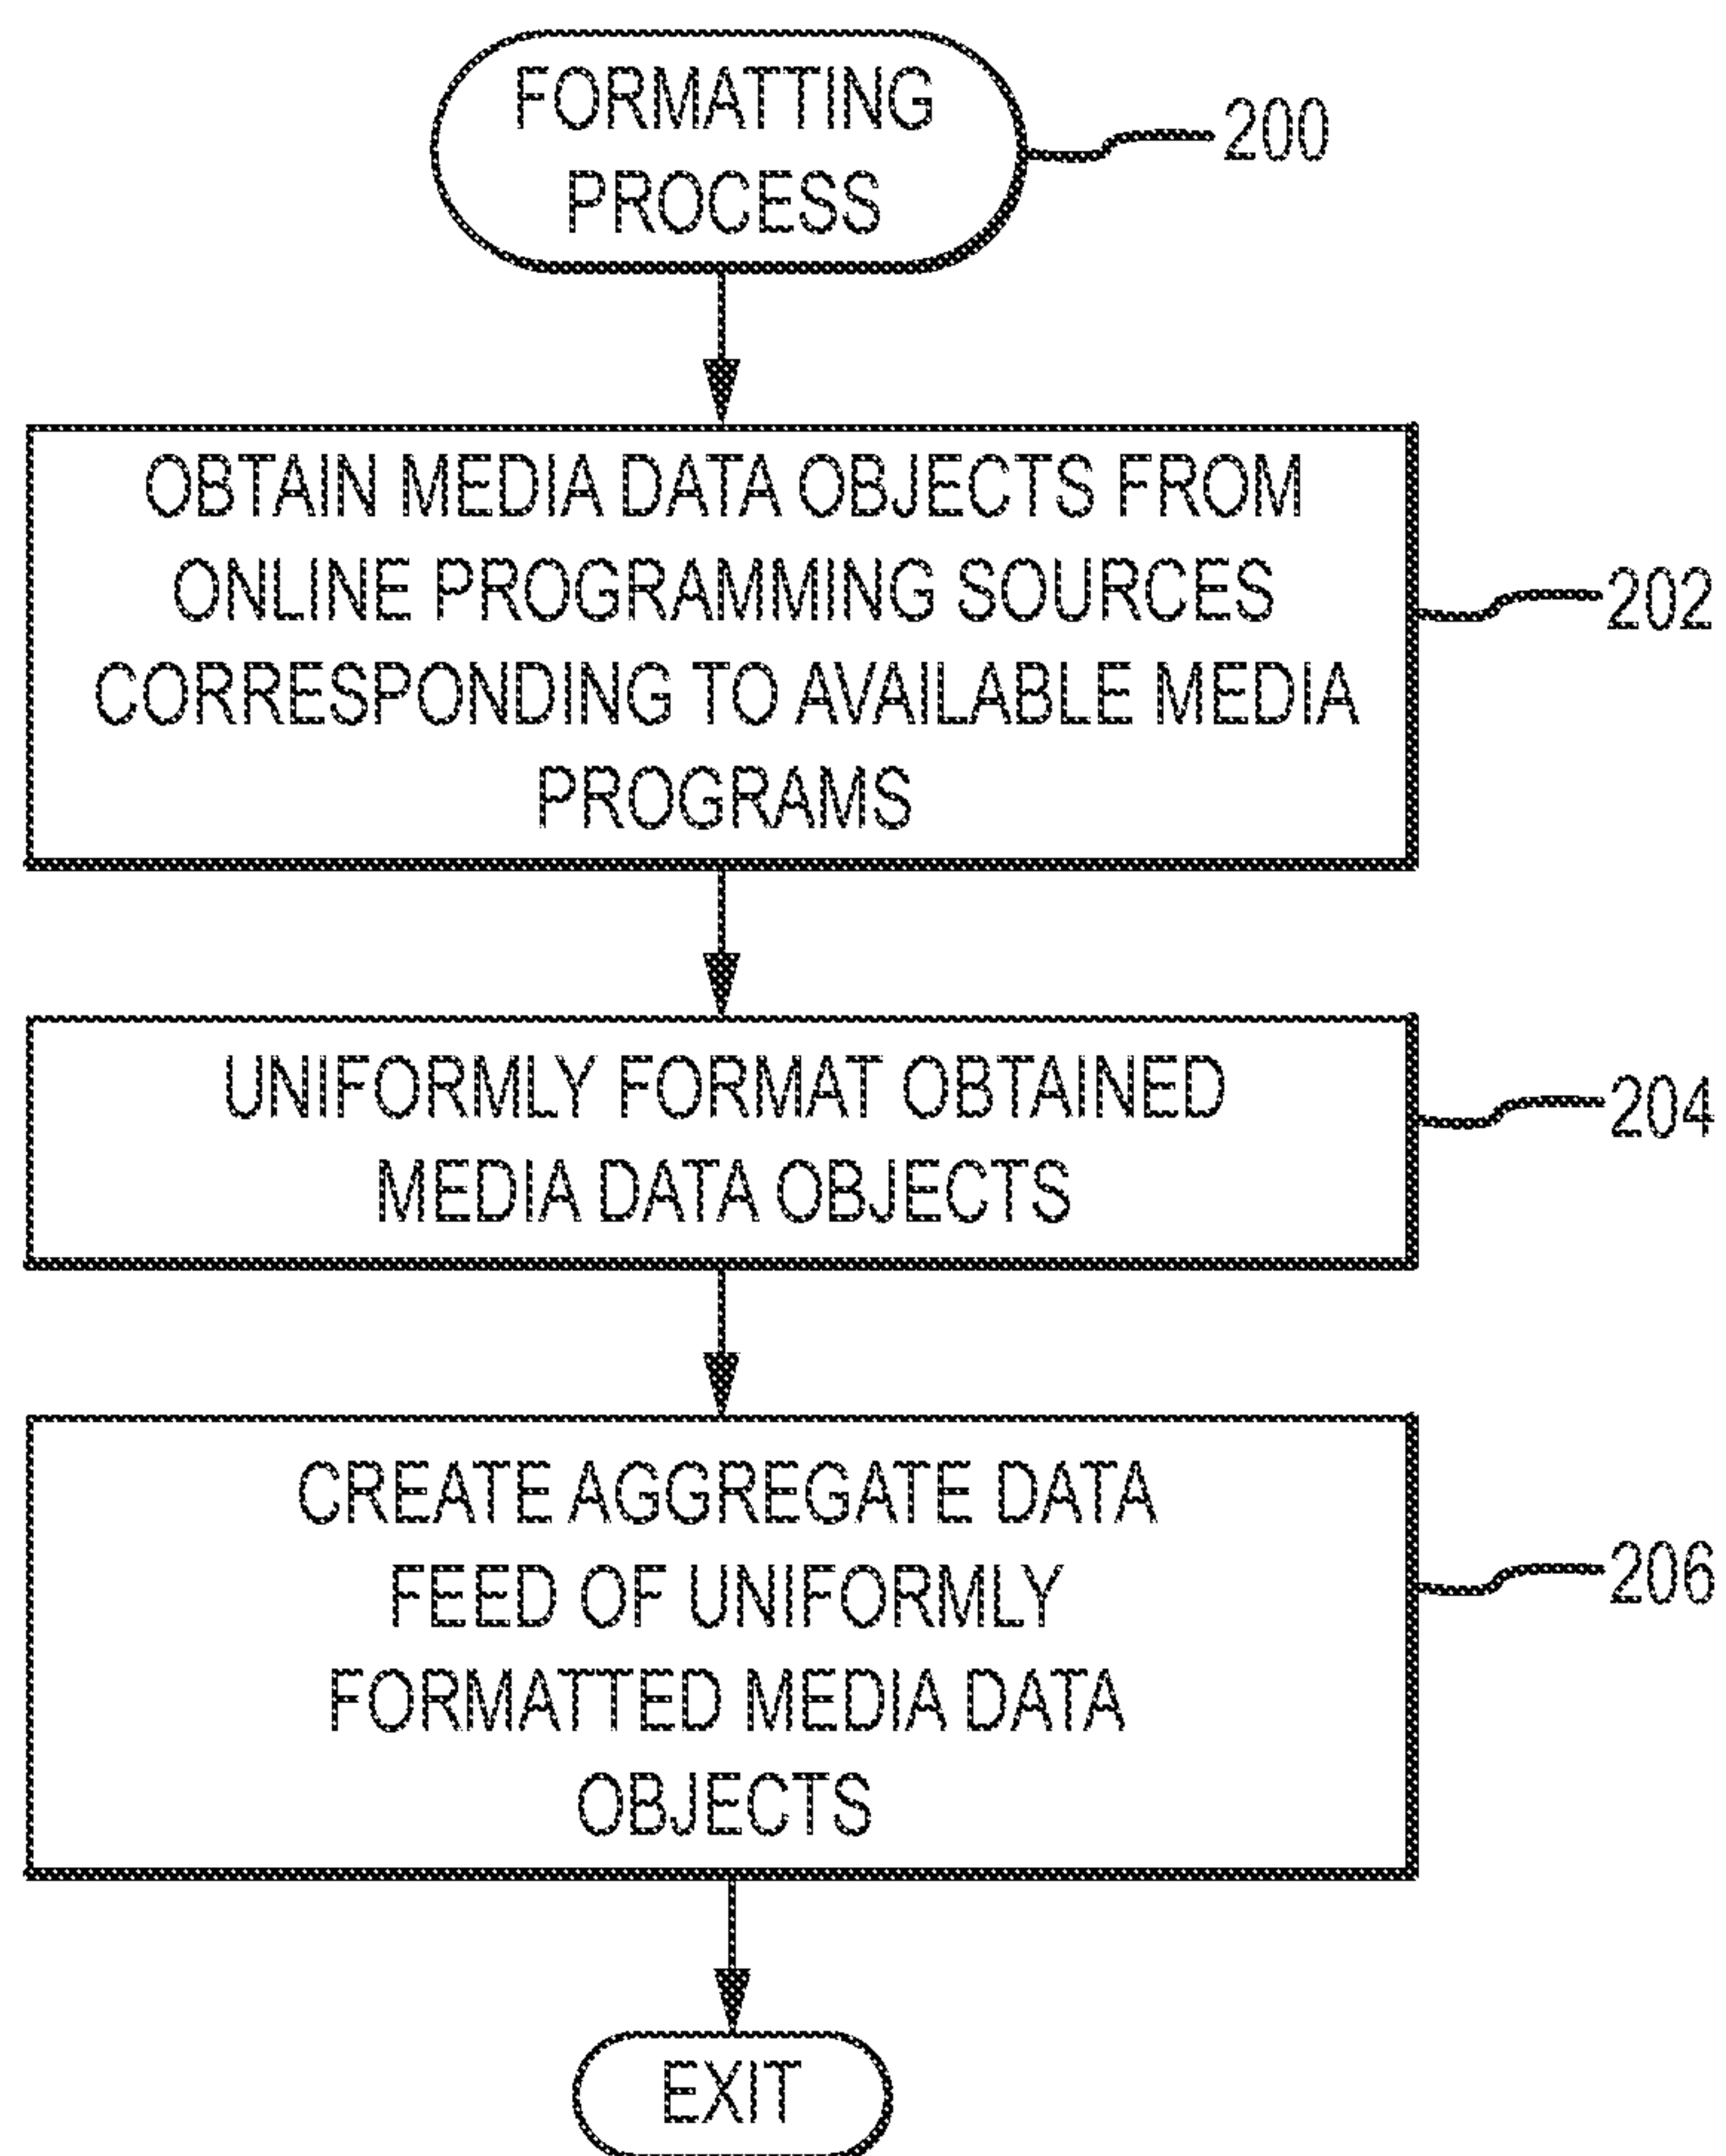 FORMATTING
PROCESS
200
OBTAIN MEDIA DATA OBJECTS FROM
ONLINE PROGRAMMING SOURCES
CORRESPONDING TO AVAILABLE MEDIA
PROGRAMS
202
UNIFORMLY FORMAT OBTAINED
MEDIA DATA OBJECTS
204
CREATE AGGREGATE DATA
FEED OF UNIFORMLY
FORMATTED MEDIA DATA
OBJECTS
206
EXIT